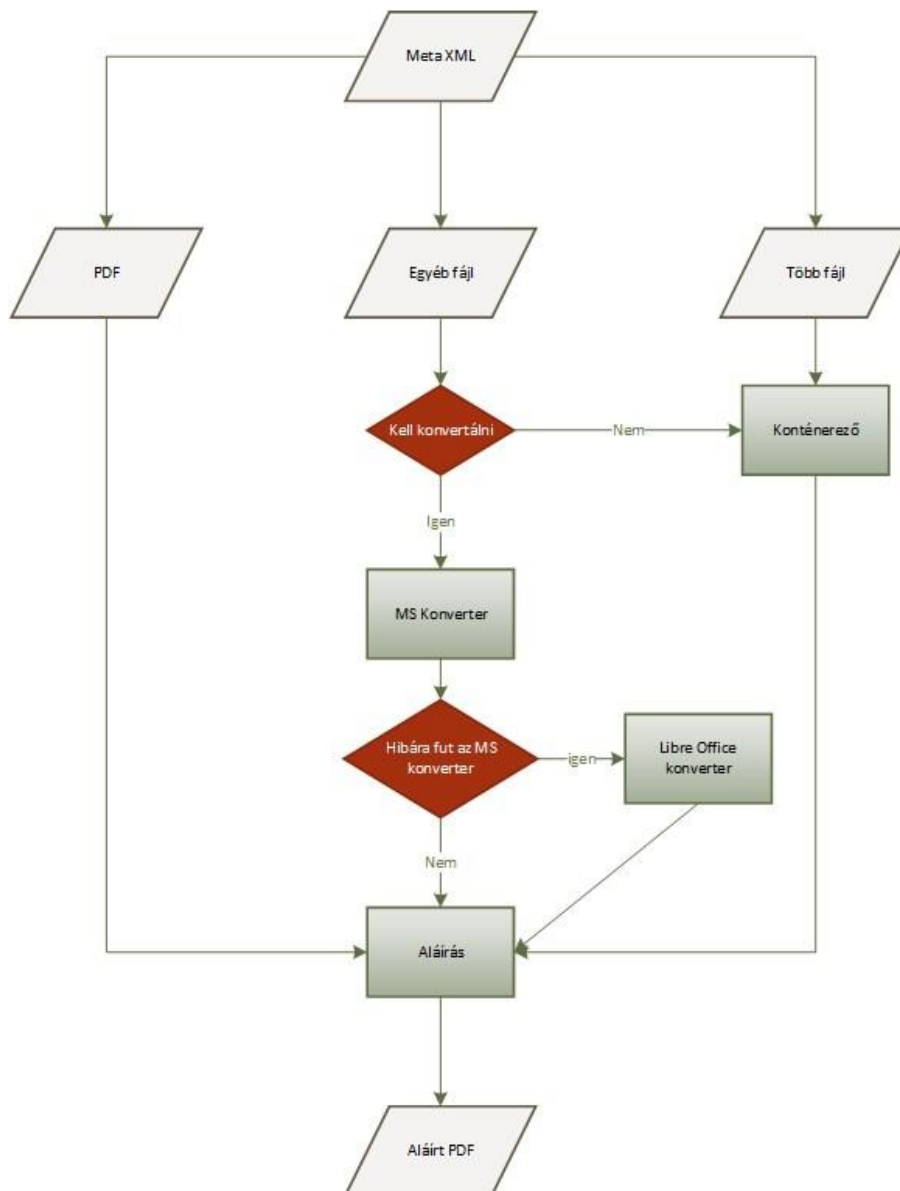 Meta XML
PDF
Egyéb fájl
Több fájl
Kell konvertálni
Nem
Konténerező
Igen
MS Konverter
Hibára fut az MS
konverter
igen
Libre Office
konverter
Nem
Aláírás
Aláírt PDF